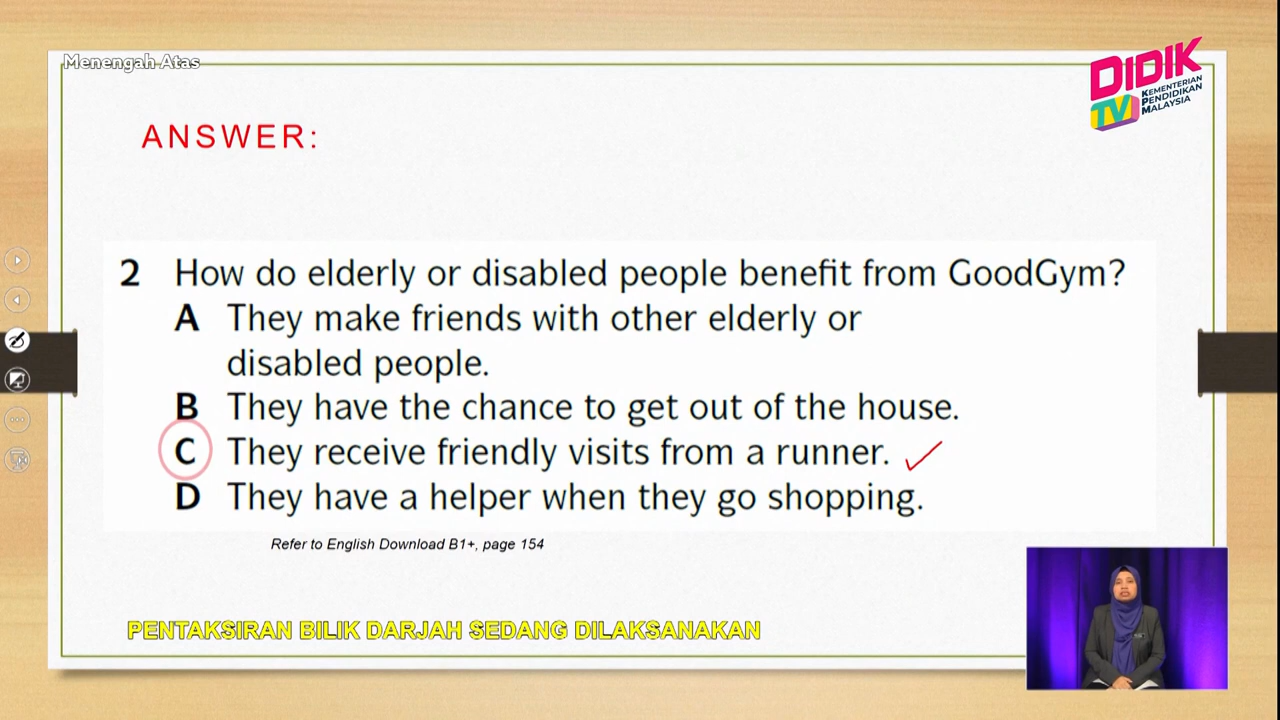 Menengah Atas
DIDIK
TV
KEMENTERIAN
PENDIDIKAN
MALAYSIA
ANSWER:
2 How do elderly or disabled people benefit from GoodGym?
A They make friends with other elderly or
disabled people.
B They have the chance to get out of the house.
C They receive friendly visits from a runner.
D They have a helper when they go shopping.
Refer to English Download B1+, page 154
PENTAKSIRAN BILIK DARJAH SEDANG DILAKSANAKAN